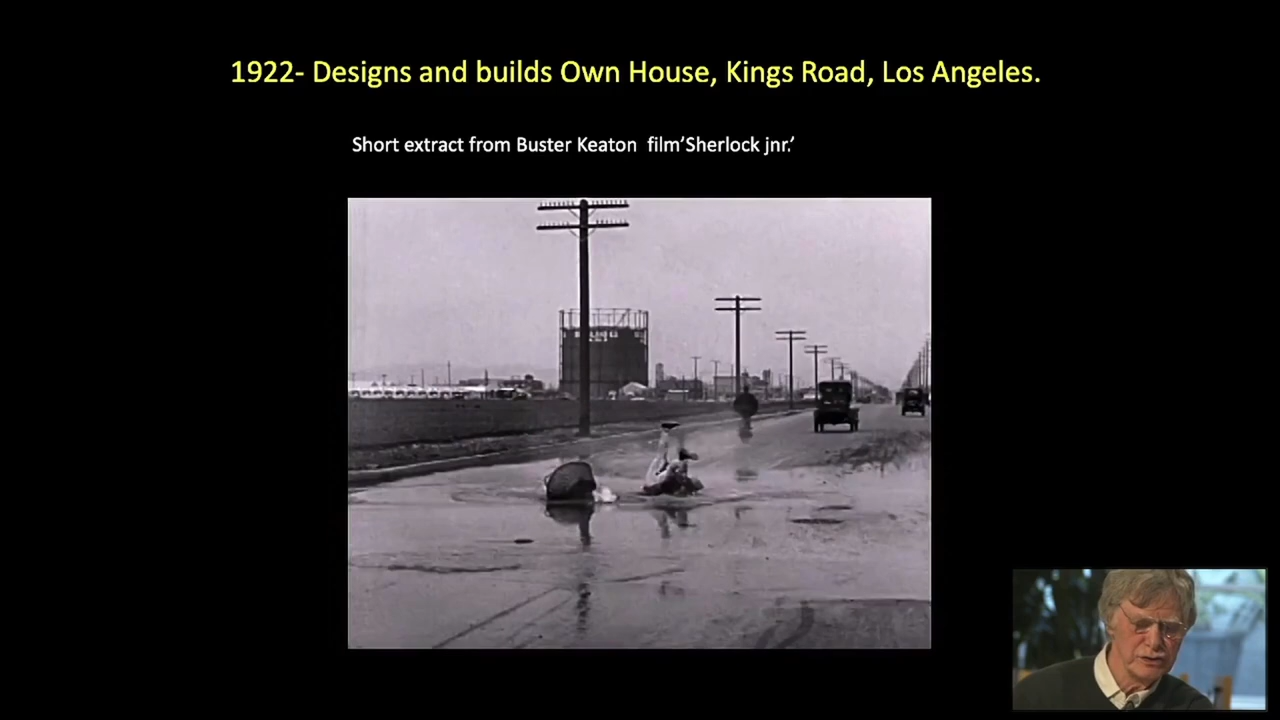 1922- Designs and builds Own House, Kings Road, Los Angeles.
Short extract from Buster Keaton  film’Sherlock jnr.’